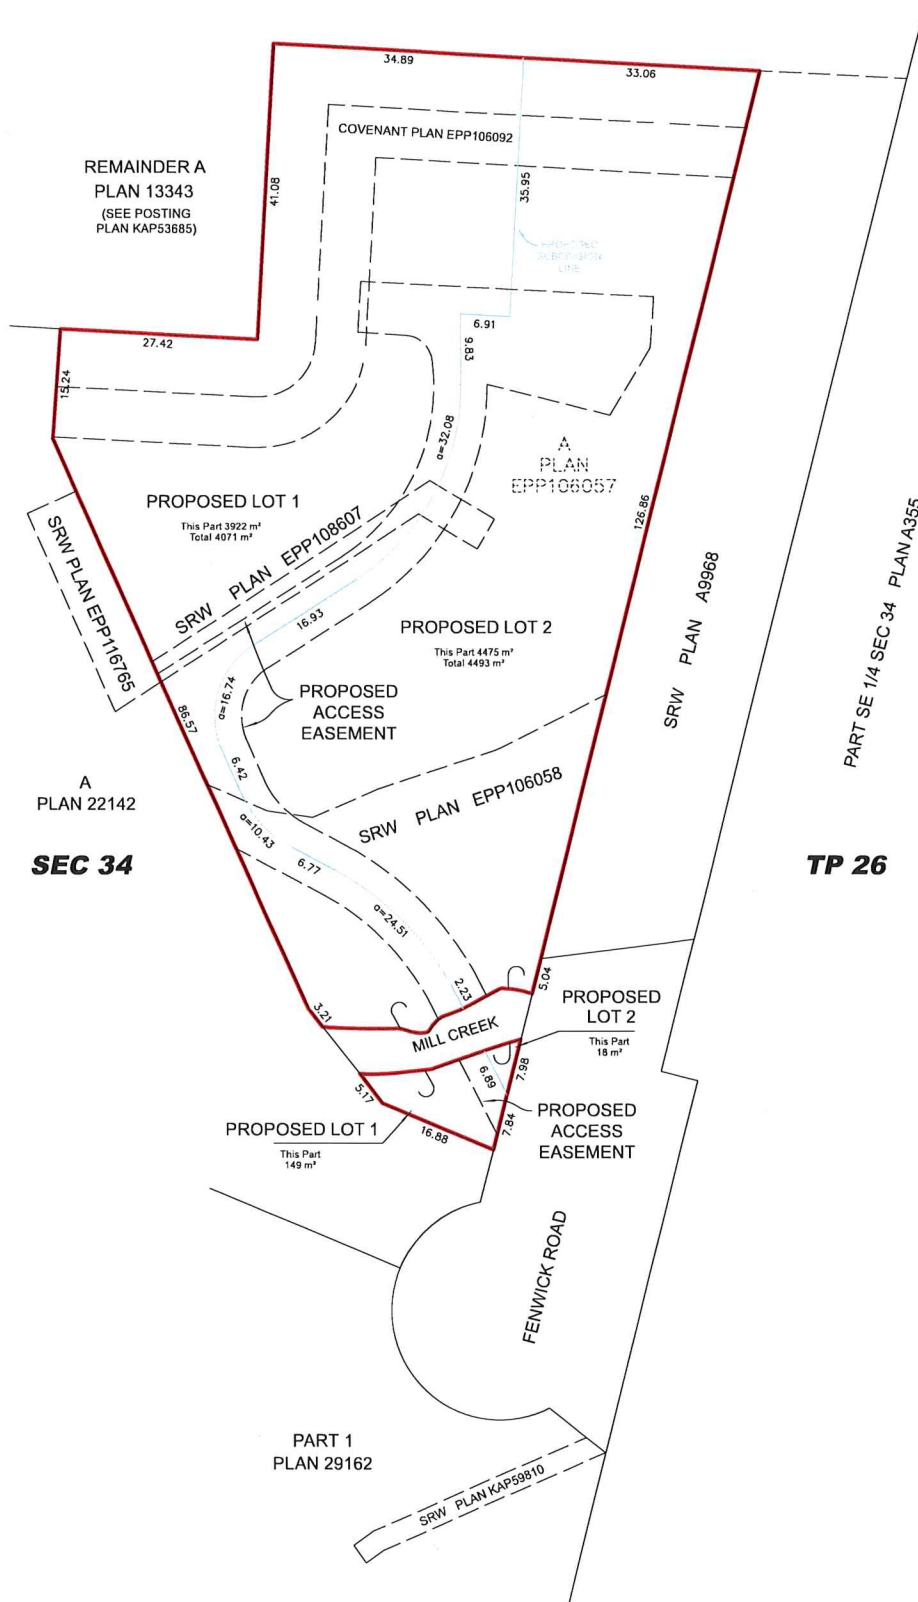 34.89
33.06
COVENANT PLAN EPP106092
REMAINDER A
PLAN 13343
(SEE POSTING
PLAN KAP53685)
41.08
35.95
PROPOSED
SUBDIVISION
LINE
27.42
6.91
9.83
15.24
a=32.08
A
PLAN
EPP106057
126.86
PROPOSED LOT 1
This Part 3922 m²
Total 4071 m²
SRW PLAN EPP108607
SRW PLAN EPP116765
16.93
PROPOSED LOT 2
This Part 4475 m²
Total 4493 m²
SRW PLAN A9968
PART SE 1/4 SEC 34 PLAN A355
a=16.74
PROPOSED
ACCESS
EASEMENT
86.57
6.42
A
PLAN 22142
SRW PLAN EPP106058
a=10.43
SEC 34
6.77
TP 26
a=24.51
2.23
5.04
3.21
MILL CREEK
PROPOSED
LOT 2
This Part
18 m²
7.98
6.89
5.17
PROPOSED LOT 1
This Part
149 m²
16.88
7.84
PROPOSED
ACCESS
EASEMENT
FENWICK ROAD
PART 1
PLAN 29162
SRW PLAN KAP59810